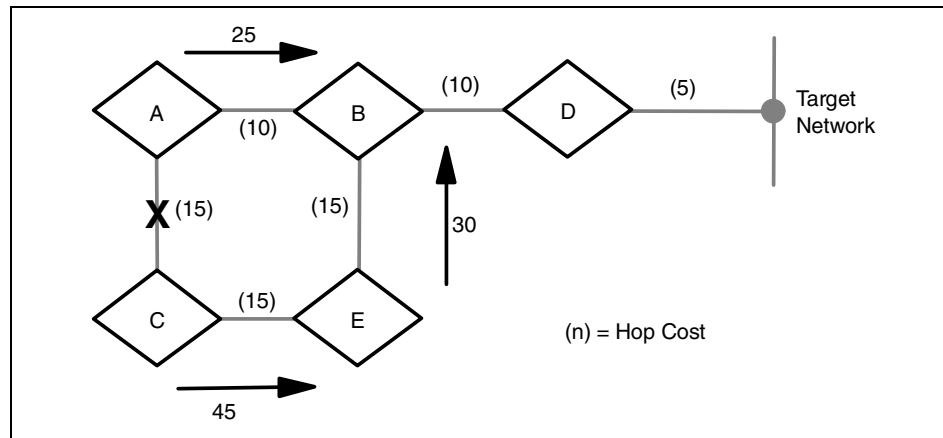 25
A
(10)
B
(10)
D
(5)
Target
Network
X
(15)
(15)
30
C
(15)
E
(n) = Hop Cost
45